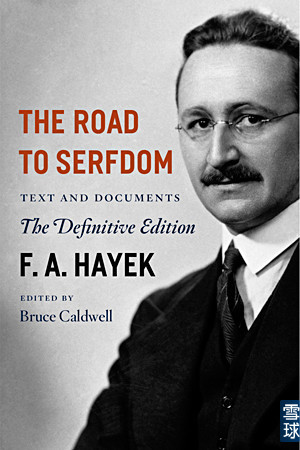 THE ROAD
TO SERFDOM
TEXT AND DOCUMENTS
The Definitive Edition
F. A. HAYEK
EDITED BY
Bruce Caldwell
雪
球